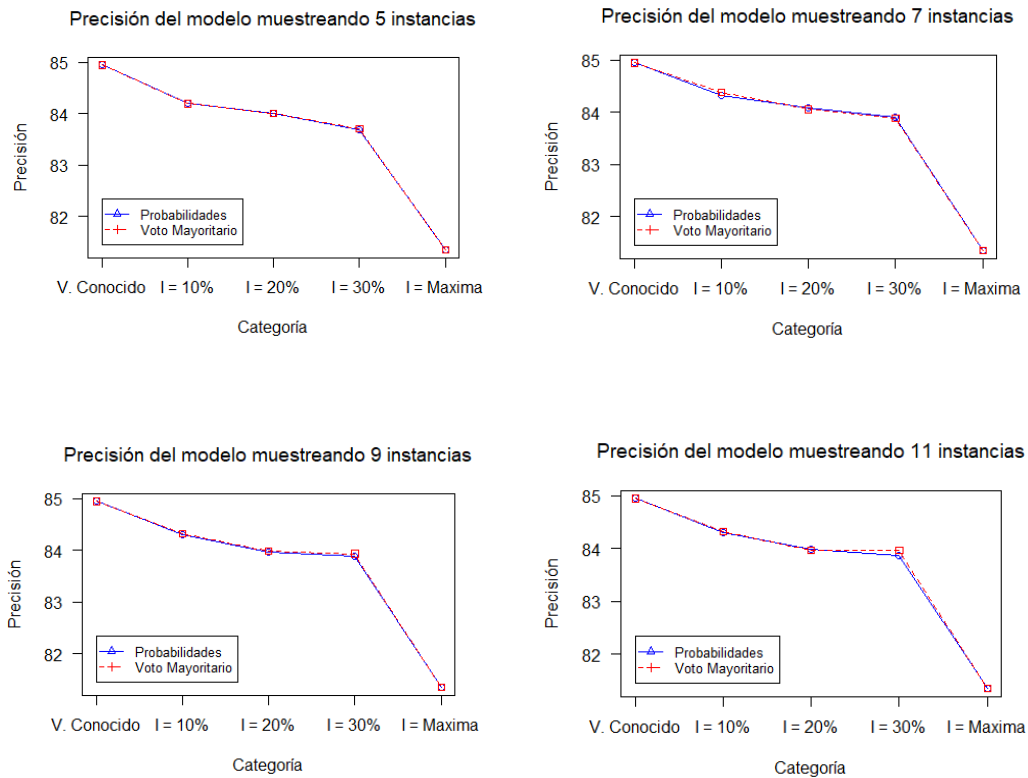 Precisión del modelo muestreando 5 instancias
Precisión
85
84
83
82
Probabilidades
Voto Mayoritario
V. Conocido I = 10% I = 20% I = 30% I = Maxima
Categoría
Precisión del modelo muestreando 7 instancias
Precisión
85
84
83
82
Probabilidades
Voto Mayoritario
V. Conocido I = 10% I = 20% I = 30% I = Maxima
Categoría
Precisión del modelo muestreando 9 instancias
Precisión
85
84
83
82
Probabilidades
Voto Mayoritario
V. Conocido I = 10% I = 20% I = 30% I = Maxima
Categoría
Precisión del modelo muestreando 11 instancias
Precisión
85
84
83
82
Probabilidades
Voto Mayoritario
V. Conocido I = 10% I = 20% I = 30% I = Maxima
Categoría